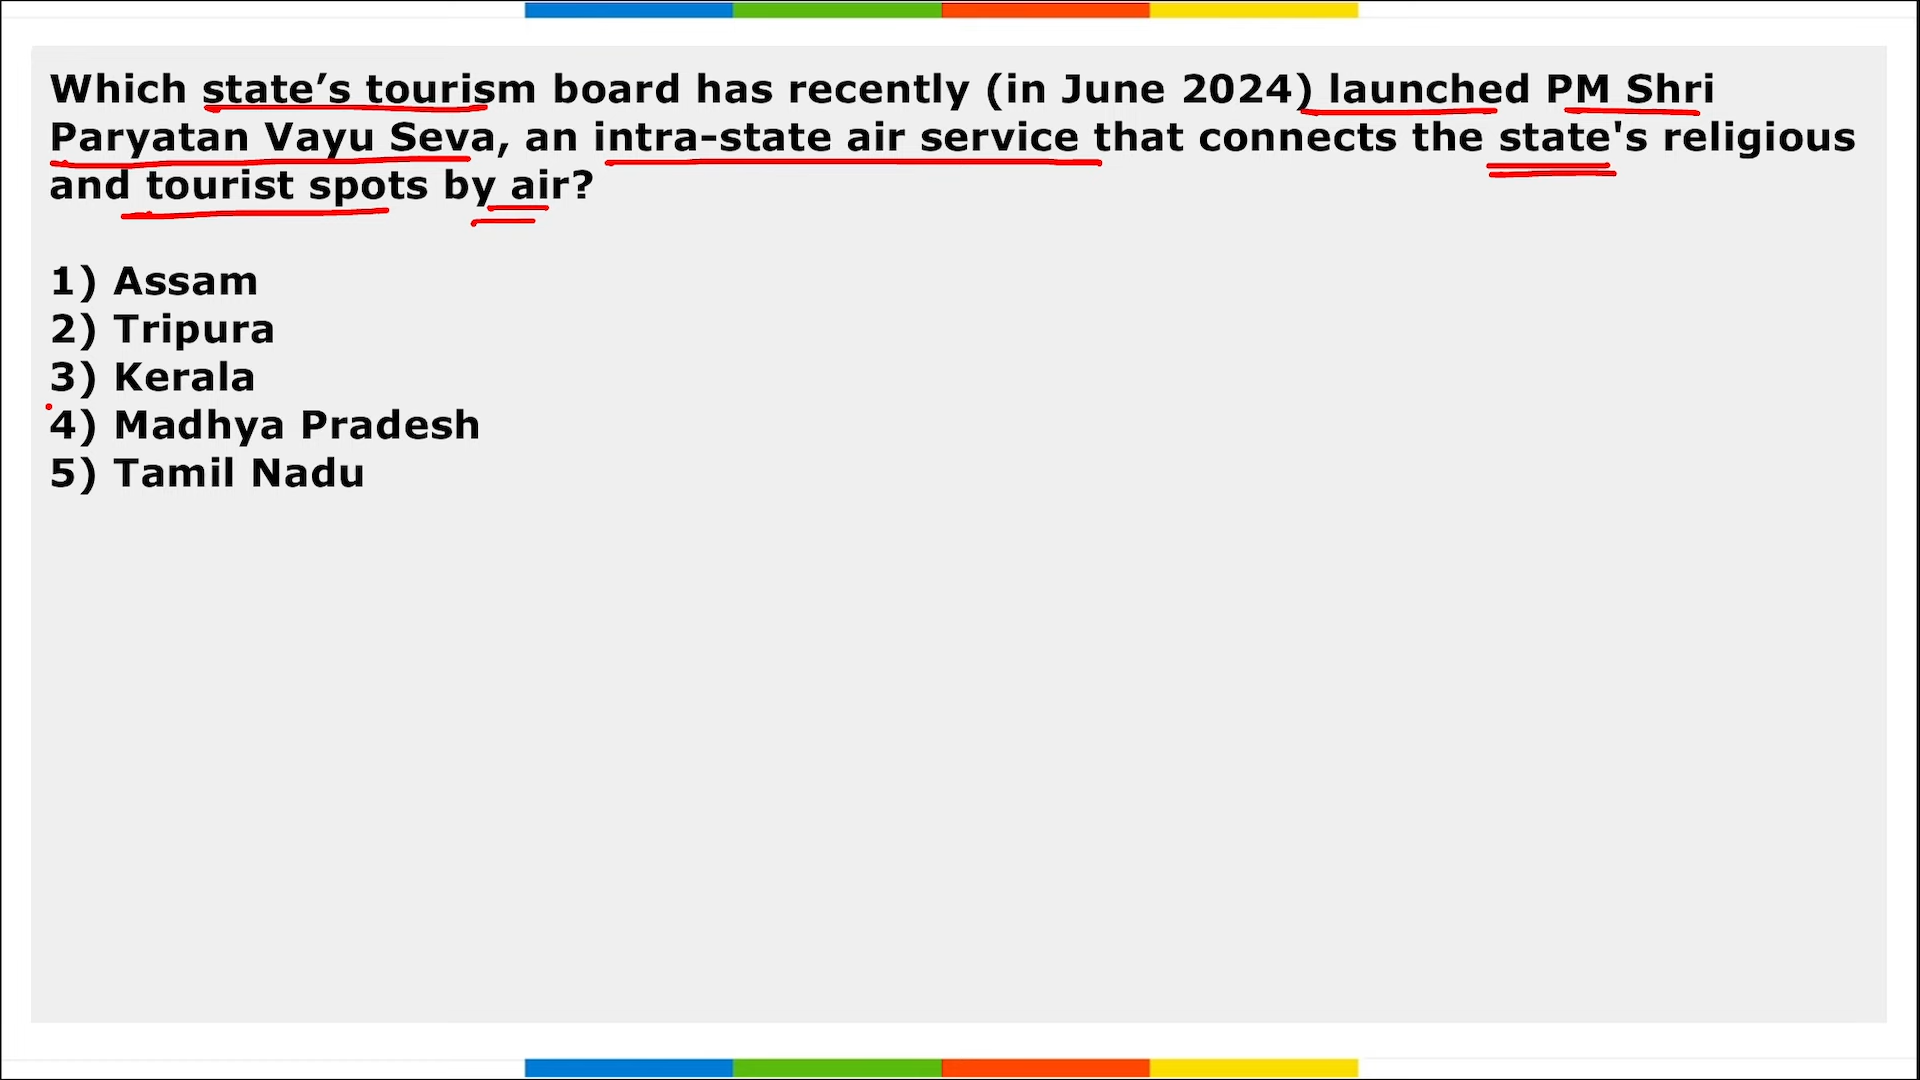 Which state’s tourism board has recently (in June 2024) launched PM Shri
Paryatan Vayu Seva, an intra-state air service that connects the state's religious
and tourist spots by air?
1) Assam
2) Tripura
3) Kerala
4) Madhya Pradesh
5) Tamil Nadu